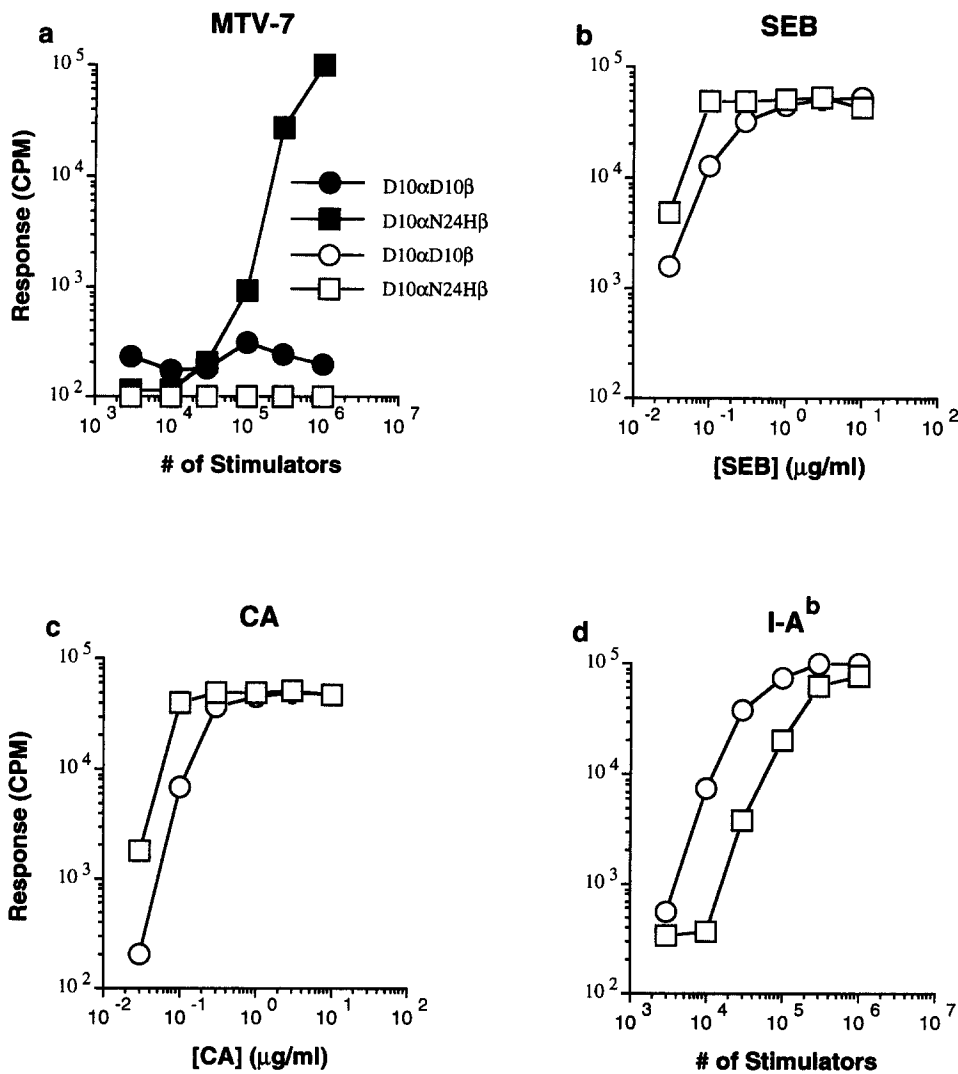 a
MTV-7
Response (CPM)
10^5
10^4
10^3
10^2
10^3
10^4
10^5
10^6
10^7
# of Stimulators
D10αD10β
D10αN24Hβ
D10αD10β
D10αN24Hβ
b
SEB
10^5
10^4
10^3
10^2
10^-2
10^-1
10^0
10^1
10^2
[SEB] (μg/ml)
c
CA
Response (CPM)
10^5
10^4
10^3
10^2
10^-2
10^-1
10^0
10^1
10^2
[CA] (μg/ml)
d
I-A^b
10^5
10^4
10^3
10^2
10^3
10^4
10^5
10^6
10^7
# of Stimulators